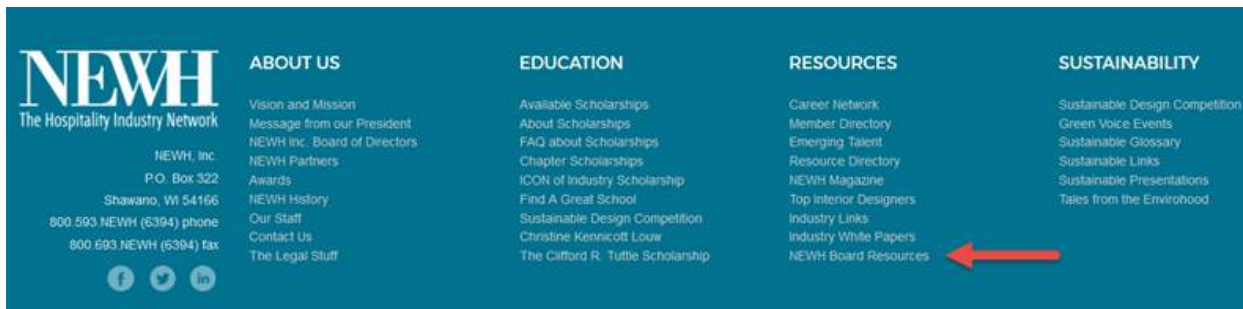 NEWH
The Hospitality Industry Network
NEWH, Inc.
P.O. Box 322
Shawano, WI 54166
800.593.NEWH (6394) phone
800.693.NEWH (6394) fax
f
in
ABOUT US
Vision and Mission
Message from our President
NEWH Inc. Board of Directors
NEWH Partners
Awards
NEWH History
Our Staff
Contact Us
The Legal Stuff
EDUCATION
Available Scholarships
About Scholarships
FAQ about Scholarships
Chapter Scholarships
ICON of Industry Scholarship
Find A Great School
Sustainable Design Competition
Christine Kennicott Louw
The Clifford R. Tuttle Scholarship
RESOURCES
Career Network
Member Directory
Emerging Talent
Resource Directory
NEWH Magazine
Top Interior Designers
Industry Links
Industry White Papers
NEWH Board Resources
SUSTAINABILITY
Sustainable Design Competition
Green Voice Events
Sustainable Glossary
Sustainable Links
Sustainable Presentations
Tales from the Envirohood